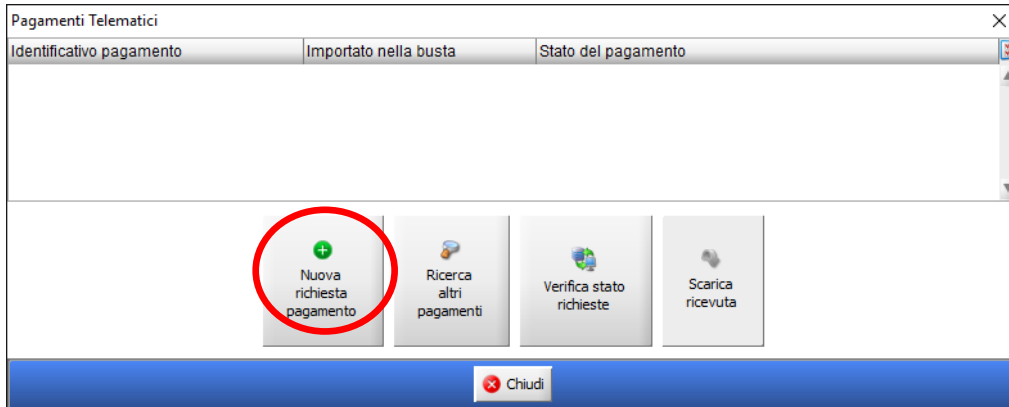 Pagamenti Telematici
Identificativo pagamento Importato nella busta Stato del pagamento
Nuova
richiesta
pagamento
Ricerca
altri
pagamenti
Verifica stato
richieste
Scarica
ricevuta
Chiudi